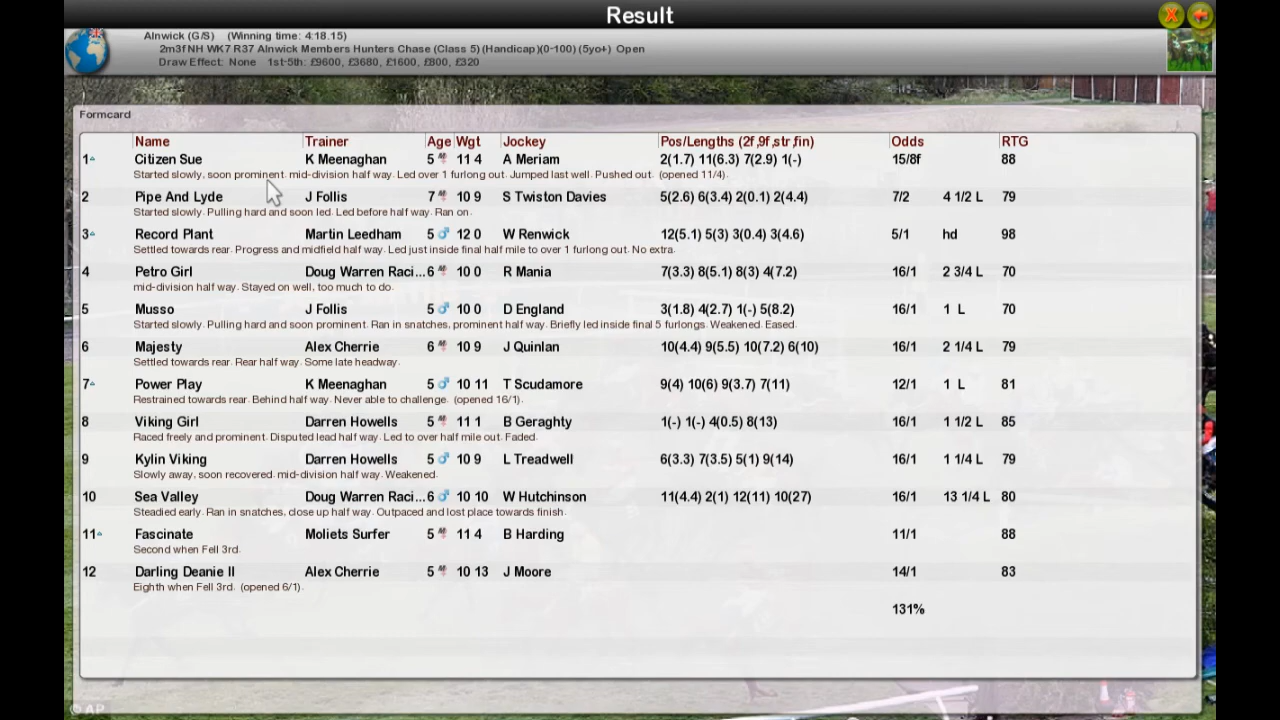 Result
Alnwick (G/S) (Winning time: 4:18.15)
2m3f NH WK7 R37 Alnwick Members Hunters Chase (Class 5) (Handicap)(0-100) (5yo+) Open
Draw Effect: None 1st-5th: £9600, £3680, £1600, £800, £320
Formcard
Name Trainer Age Wgt Jockey Pos/Lengths (2f,9f,str,fin) Odds RTG
1 Citizen Sue K Meenaghan 5 11 4 A Meriam 2(1.7) 11(6.3) 7(2.9) 1(-) 15/8f 88
Started slowly, soon prominent. mid-division half way. Led over 1 furlong out. Jumped last well. Pushed out. (opened 11/4).
2 Pipe And Lyde J Follis 7 10 9 S Twiston Davies 5(2.6) 6(3.4) 2(0.1) 2(4.4) 7/2 4 1/2 L 79
Started slowly. Pulling hard and soon led. Led before half way. Ran on.
3 Record Plant Martin Leedham 5 12 0 W Renwick 12(5.1) 5(3) 3(0.4) 3(4.6) 5/1 hd 98
Settled towards rear. Progress and midfield half way. Led just inside final half mile to over 1 furlong out. No extra.
4 Petro Girl Doug Warren Raci... 6 10 0 R Mania 7(3.3) 8(5.1) 8(3) 4(7.2) 16/1 2 3/4 L 70
mid-division half way. Stayed on well, too much to do.
5 Musso J Follis 5 10 0 D England 3(1.8) 4(2.7) 1(-) 5(8.2) 16/1 1 L 70
Started slowly. Pulling hard and soon prominent. Ran in snatches, prominent half way. Briefly led inside final 5 furlongs. Weakened. Eased.
6 Majesty Alex Cherrie 6 10 9 J Quinlan 10(4.4) 9(5.5) 10(7.2) 6(10) 16/1 2 1/4 L 79
Settled towards rear. Rear half way. Some late headway.
7 Power Play K Meenaghan 5 10 11 T Scudamore 9(4) 10(6) 9(3.7) 7(11) 12/1 1 L 81
Restrained towards rear. Behind half way. Never able to challenge. (opened 16/1).
8 Viking Girl Darren Howells 5 11 1 B Geraghty 1(-) 1(-) 4(0.5) 8(13) 16/1 1 1/2 L 85
Raced freely and prominent. Disputed lead half way. Led to over half mile out. Faded.
9 Kylin Viking Darren Howells 5 10 9 L Treadwell 6(3.3) 7(3.5) 5(1) 9(14) 16/1 1 1/4 L 79
Slowly away, soon recovered. mid-division half way. Weakened.
10 Sea Valley Doug Warren Raci... 6 10 10 W Hutchinson 11(4.4) 2(1) 12(11) 10(27) 16/1 13 1/4 L 80
Steadied early. Ran in snatches, close up half way. Outpaced and lost place towards finish.
11 Fascinate Moliets Surfer 5 11 4 B Harding 11/1 88
Second when Fell 3rd.
12 Darling Deanie II Alex Cherrie 5 10 13 J Moore 14/1 83
Eighth when Fell 3rd. (opened 6/1).
131%
© AP